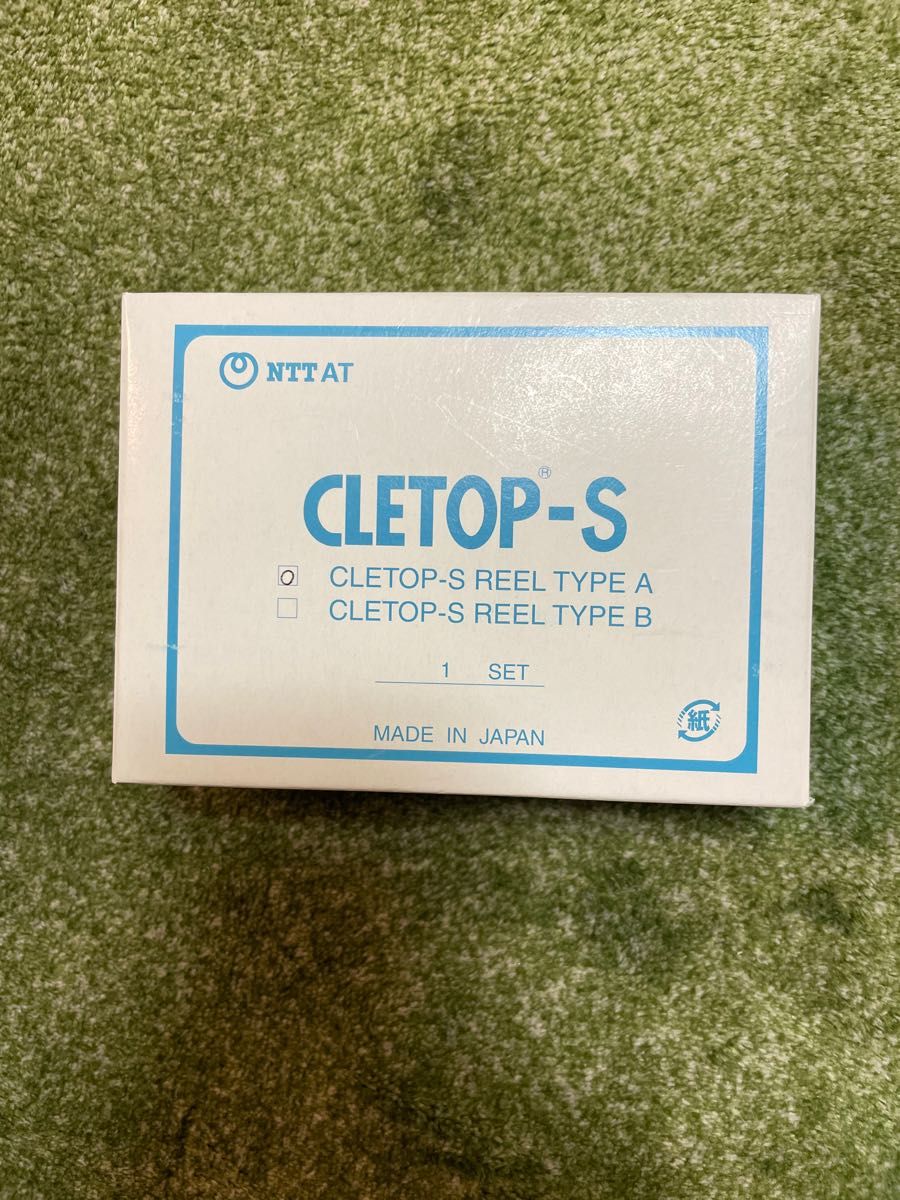 NTT AT
CLETOP®-S
CLETOP-S REEL TYPE A
CLETOP-S REEL TYPE B
1 SET
MADE IN JAPAN
紙